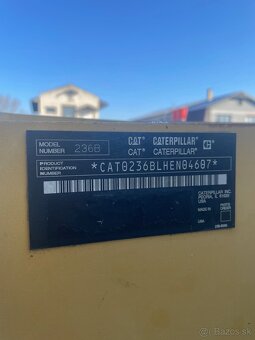 MODEL NUMBER 236B
CAT® CATERPILLAR®
CAT® CATERPILLAR®
PRODUCT IDENTIFICATION NUMBER *CAT0236BLHEN04607*
CATERPILLAR INC.
PEORIA, IL 61629
USA
MADE IN
USA
bazos.sk